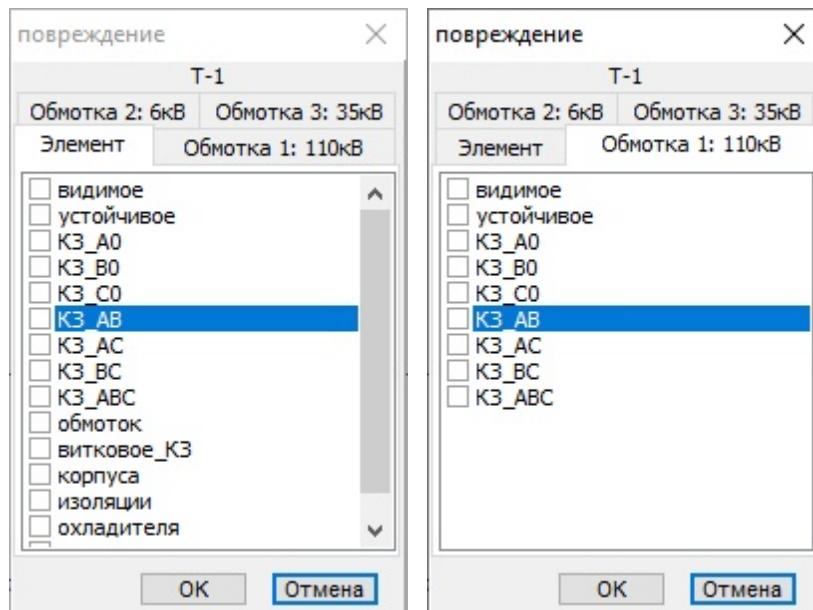 повреждение
Т-1
Обмотка 2: 6кВ Обмотка 3: 35кВ
Элемент Обмотка 1: 110кВ
видимое
устойчивое
КЗ_А0
КЗ_В0
КЗ_С0
КЗ_АВ
КЗ_АС
КЗ_ВС
КЗ_АВС
обмоток
витковое_КЗ
корпуса
изоляции
охладителя
ОК Отмена
повреждение
Т-1
Обмотка 2: 6кВ Обмотка 3: 35кВ
Элемент Обмотка 1: 110кВ
видимое
устойчивое
КЗ_А0
КЗ_В0
КЗ_С0
КЗ_АВ
КЗ_АС
КЗ_ВС
КЗ_АВС
ОК Отмена